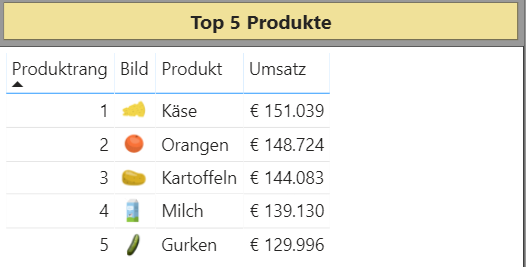 Top 5 Produkte
Produktrang Bild Produkt Umsatz
1 Käse € 151.039
2 Orangen € 148.724
3 Kartoffeln € 144.083
4 Milch € 139.130
5 Gurken € 129.996